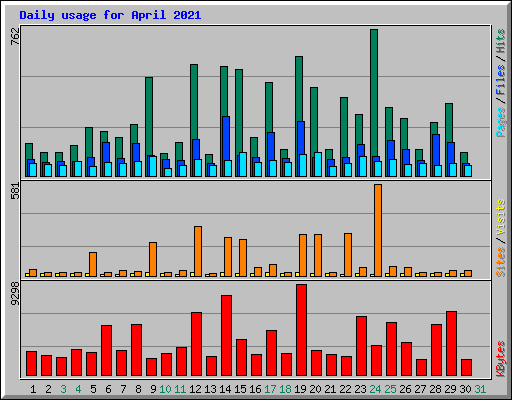 Daily usage for April 2021
762
Pages / Files / Hits
581
Sites / Visits
9298
KBytes
1 2 3 4 5 6 7 8 9 10 11 12 13 14 15 16 17 18 19 20 21 22 23 24 25 26 27 28 29 30 31